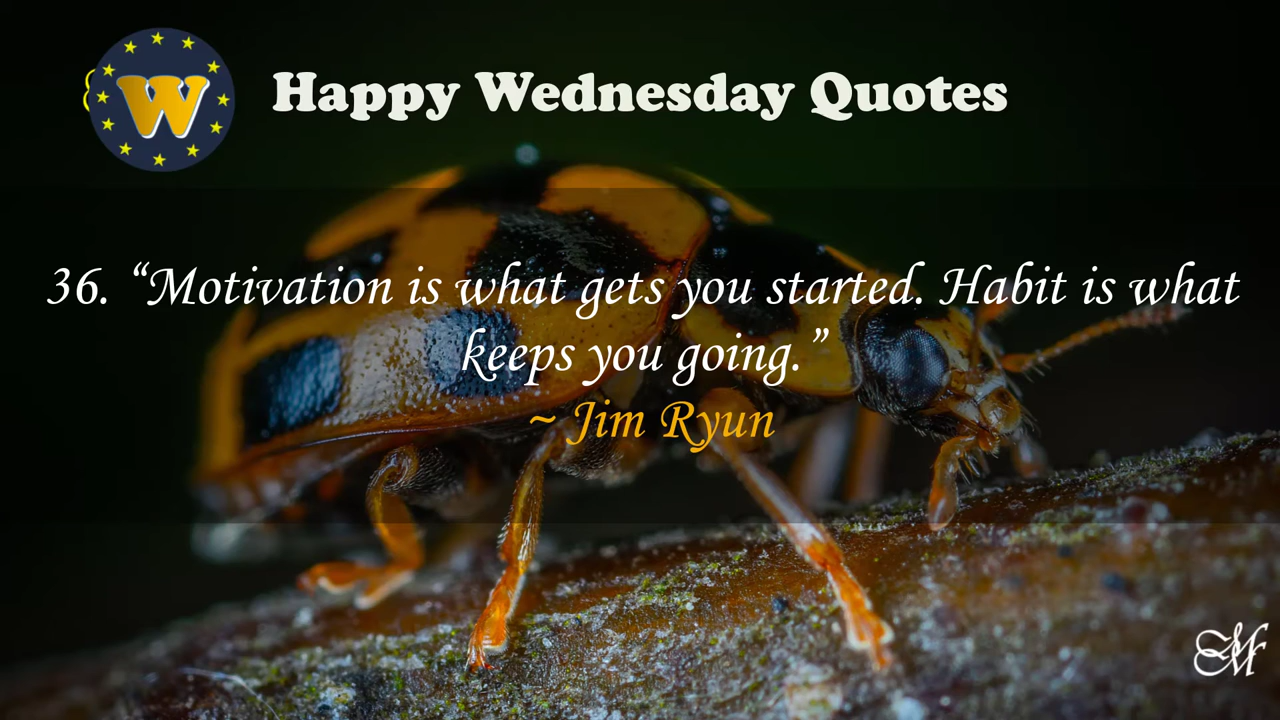 W
Happy Wednesday Quotes
36. “Motivation is what gets you started. Habit is what
keeps you going.”
~ Jim Ryun